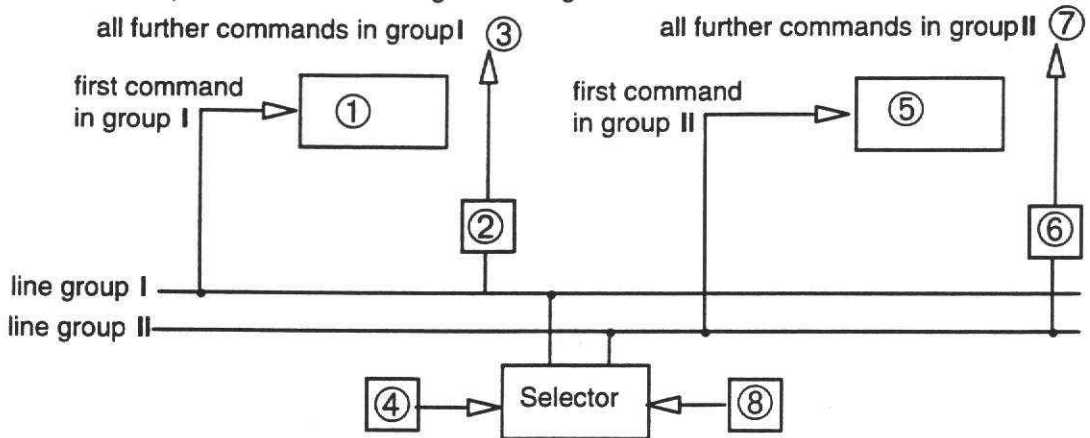 all further commands in group I ③
all further commands in group II ⑦
first command
in group I
①
first command
in group II
⑤
②
⑥
line group I
line group II
④
Selector
⑧